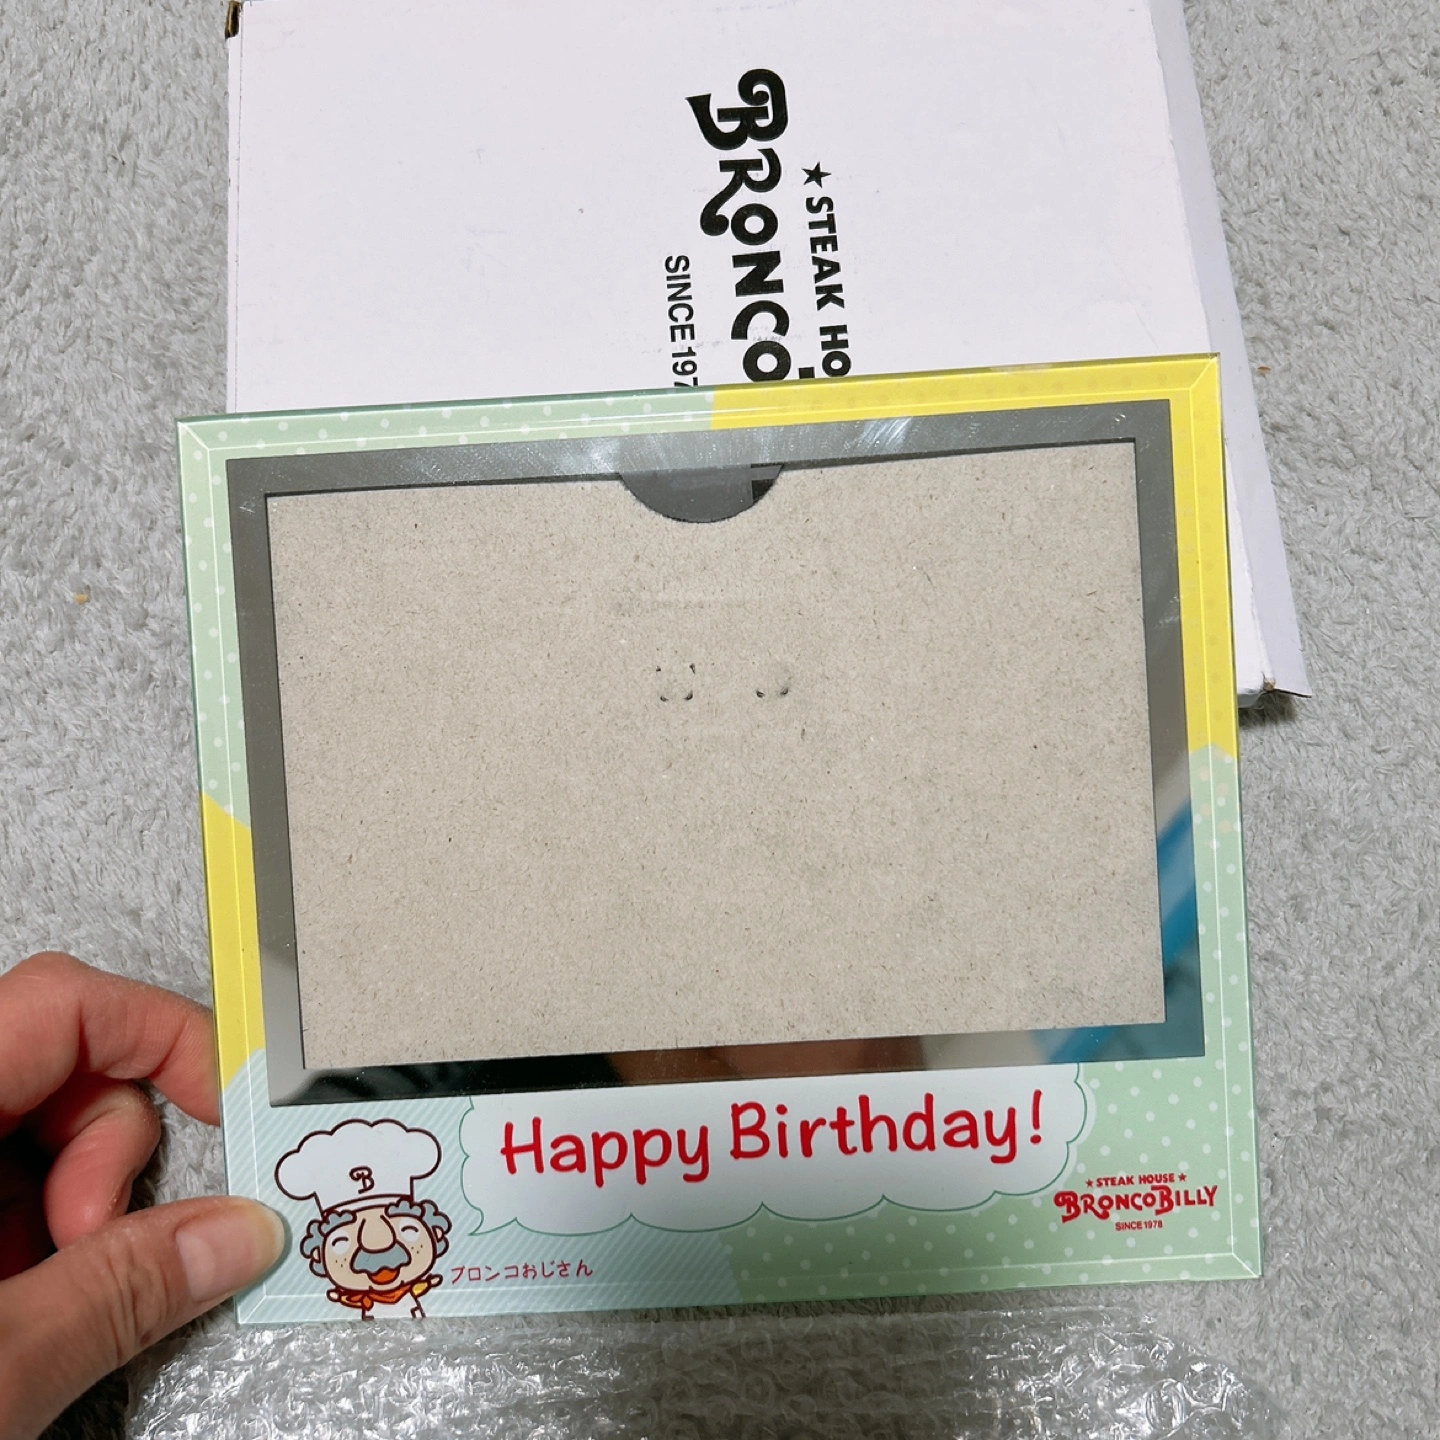 ★ STEAK HO
BRONCO
SINCE 197
Happy Birthday!
B
ブロンコおじさん
★ STEAK HOUSE ★
BRONCOBILLY
SINCE 1978